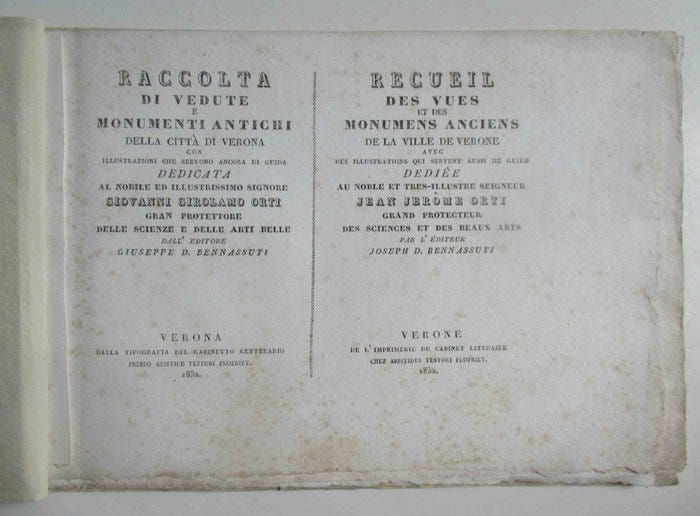 RACCOLTA
DI VEDUTE
E
MONUMENTI ANTICHI
DELLA CITTÀ DI VERONA
CON
ILLUSTRAZIONI CHE SERVONO ANCORA DI GUIDA
DEDICATA
AL NOBILE ED ILLUSTRISSIMO SIGNORE
GIOVANNI GIROLAMO ORTI
GRAN PROTETTORE
DELLE SCIENZE E DELLE ARTI BELLE
DALL' EDITORE
GIUSEPPE D. BENNASSUTI
VERONA
DALLA TIPOGRAFIA DEL GABINETTO LETTERARIO
PRESSO ARISTIDE TESTORI PROPRIET.
1832.
RECUEIL
DES VUES
ET DES
MONUMENS ANCIENS
DE LA VILLE DE VERONE
AVEC
DES ILLUSTRATIONS QUI SERVENT AUSSI DE GUIDE
DEDIÉE
AU NOBLE ET TRES-ILLUSTRE SEIGNEUR
JEAN JEROME ORTI
GRAND PROTECTEUR
DES SCIENCES ET DES BEAUX ARTS
PAR L' ÉDITEUR
JOSEPH D. BENNASSUTI
VERONE
DE L' IMPRIMERIE DU CABINET LITERAIRE
CHEZ ARISTIDES TESTORI PROPRIET.
1832.